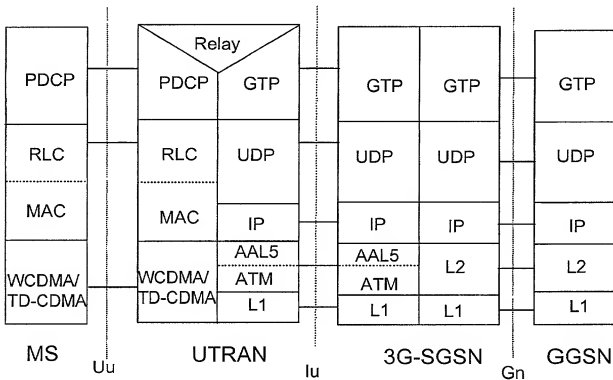 Relay
PDCP
PDCP
GTP
GTP
GTP
GTP
RLC
RLC
UDP
UDP
UDP
UDP
MAC
MAC
IP
IP
IP
IP
WCDMA/
TD-CDMA
WCDMA/
TD-CDMA
AAL5
ATM
L1
AAL5
ATM
L1
L2
L1
L2
L1
MS
Uu
UTRAN
Iu
3G-SGSN
Gn
GGSN